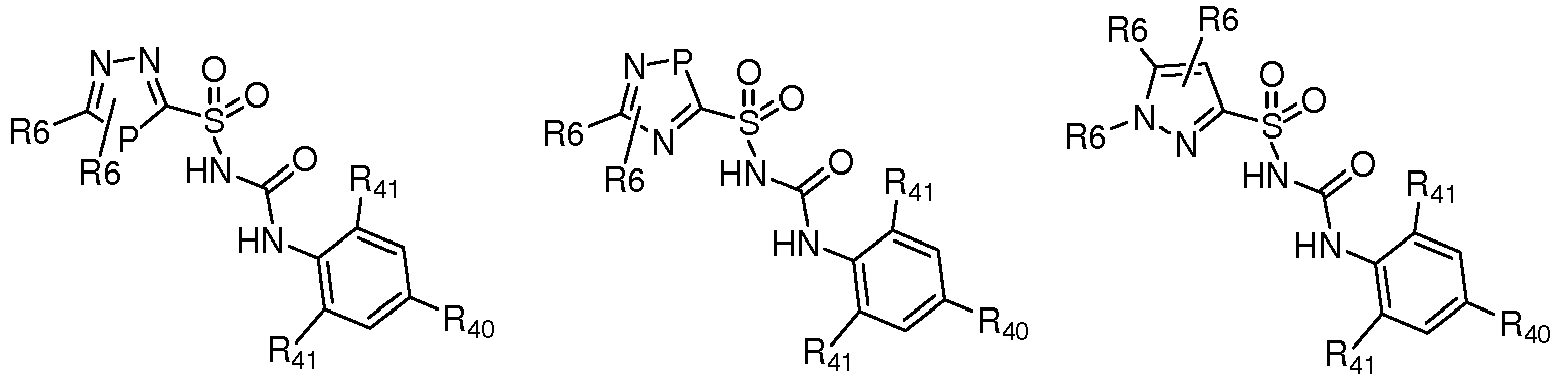 N N
R6 P S O O
R6
HN O
HN R41
R41 R40
N P
R6 N S O O
R6
HN O
HN R41
R41 R40
R6 R6
R6 N N S O O
HN O
HN R41
R41 R40